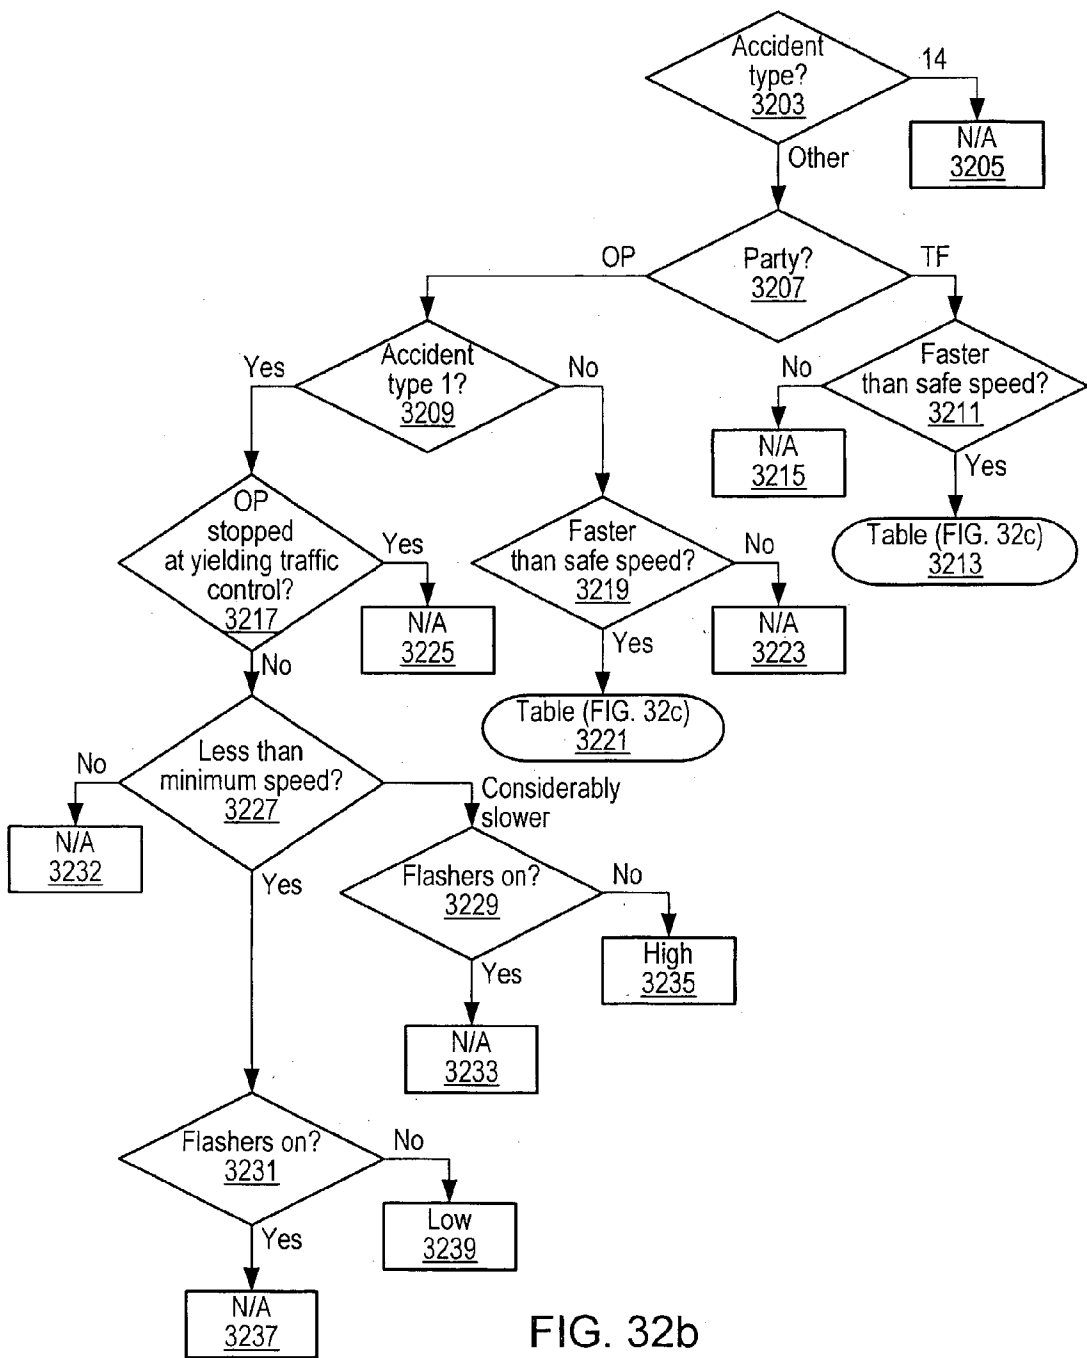 Accident
type?
3203
14
N/A
3205
Other
OP
Party?
3207
TF
Yes
Accident
type 1?
3209
No
No
Faster
than safe speed?
3211
N/A
3215
Yes
Table (FIG. 32c)
3213
OP
stopped
at yielding traffic
control?
3217
Yes
N/A
3225
No
Faster
than safe speed?
3219
No
N/A
3223
Yes
Table (FIG. 32c)
3221
No
Less than
minimum speed?
3227
Considerably
slower
N/A
3232
Yes
Flashers on?
3229
No
High
3235
Yes
N/A
3233
Flashers on?
3231
No
Low
3239
Yes
N/A
3237
FIG. 32b